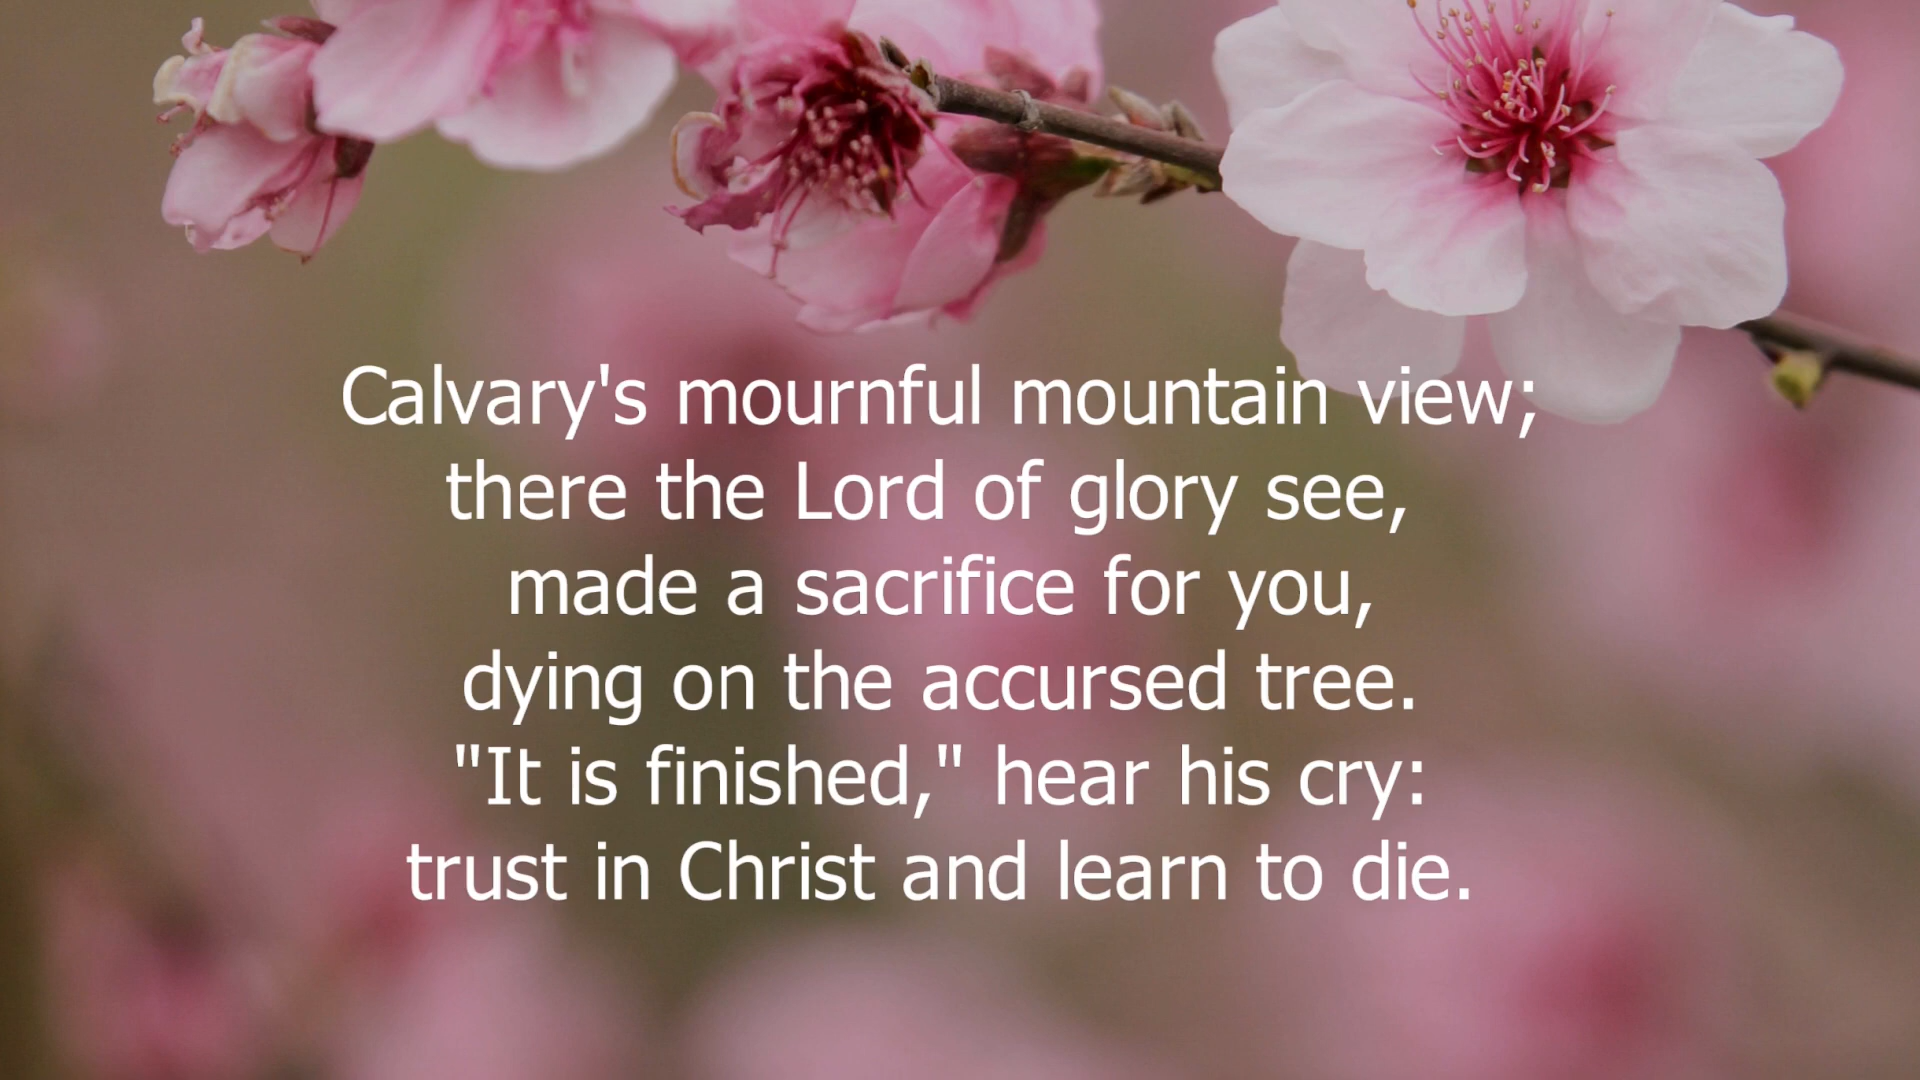 Calvary's mournful mountain view;
there the Lord of glory see,
made a sacrifice for you,
dying on the accursed tree.
"It is finished," hear his cry:
trust in Christ and learn to die.